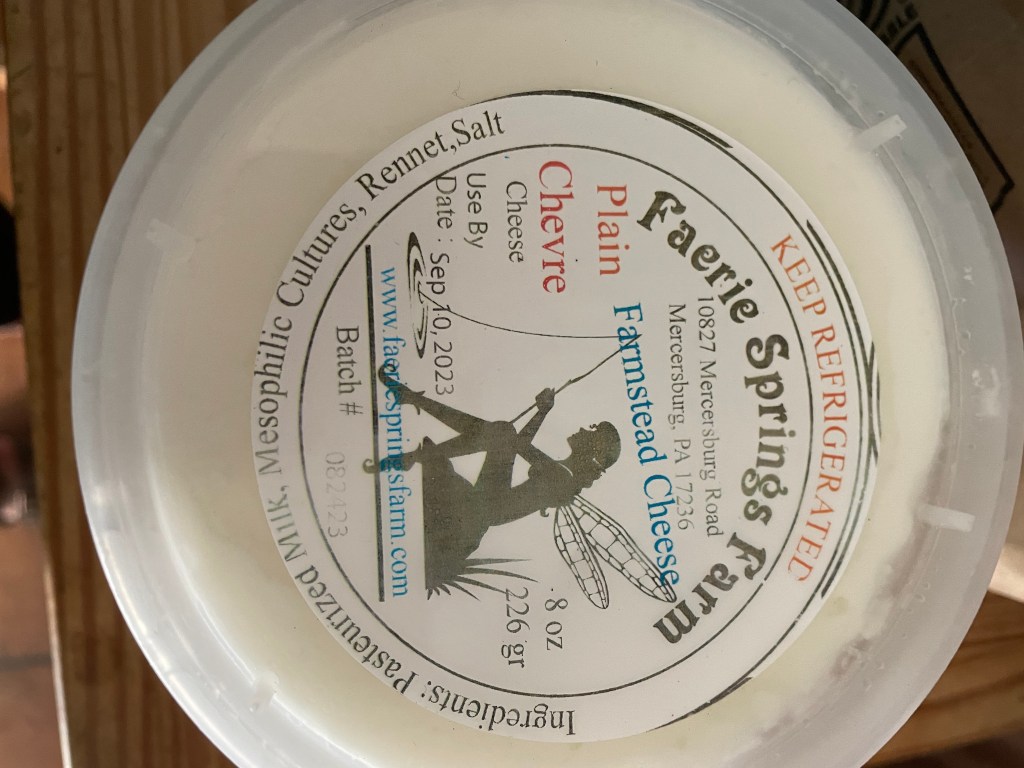 KEEP REFRIGERATED
Faerie Springs Farm
10827 Mercersburg Road
Mercersburg, PA 17236
Farmstead Cheese
Plain
Chevre
Cheese
8 oz
226 gr
Use By
Date : Sep 10, 2023
www.faeriespringsfarm.com
Batch # 082423
Ingredients: Pasteurized Milk, Mesophilic Cultures, Rennet,Salt